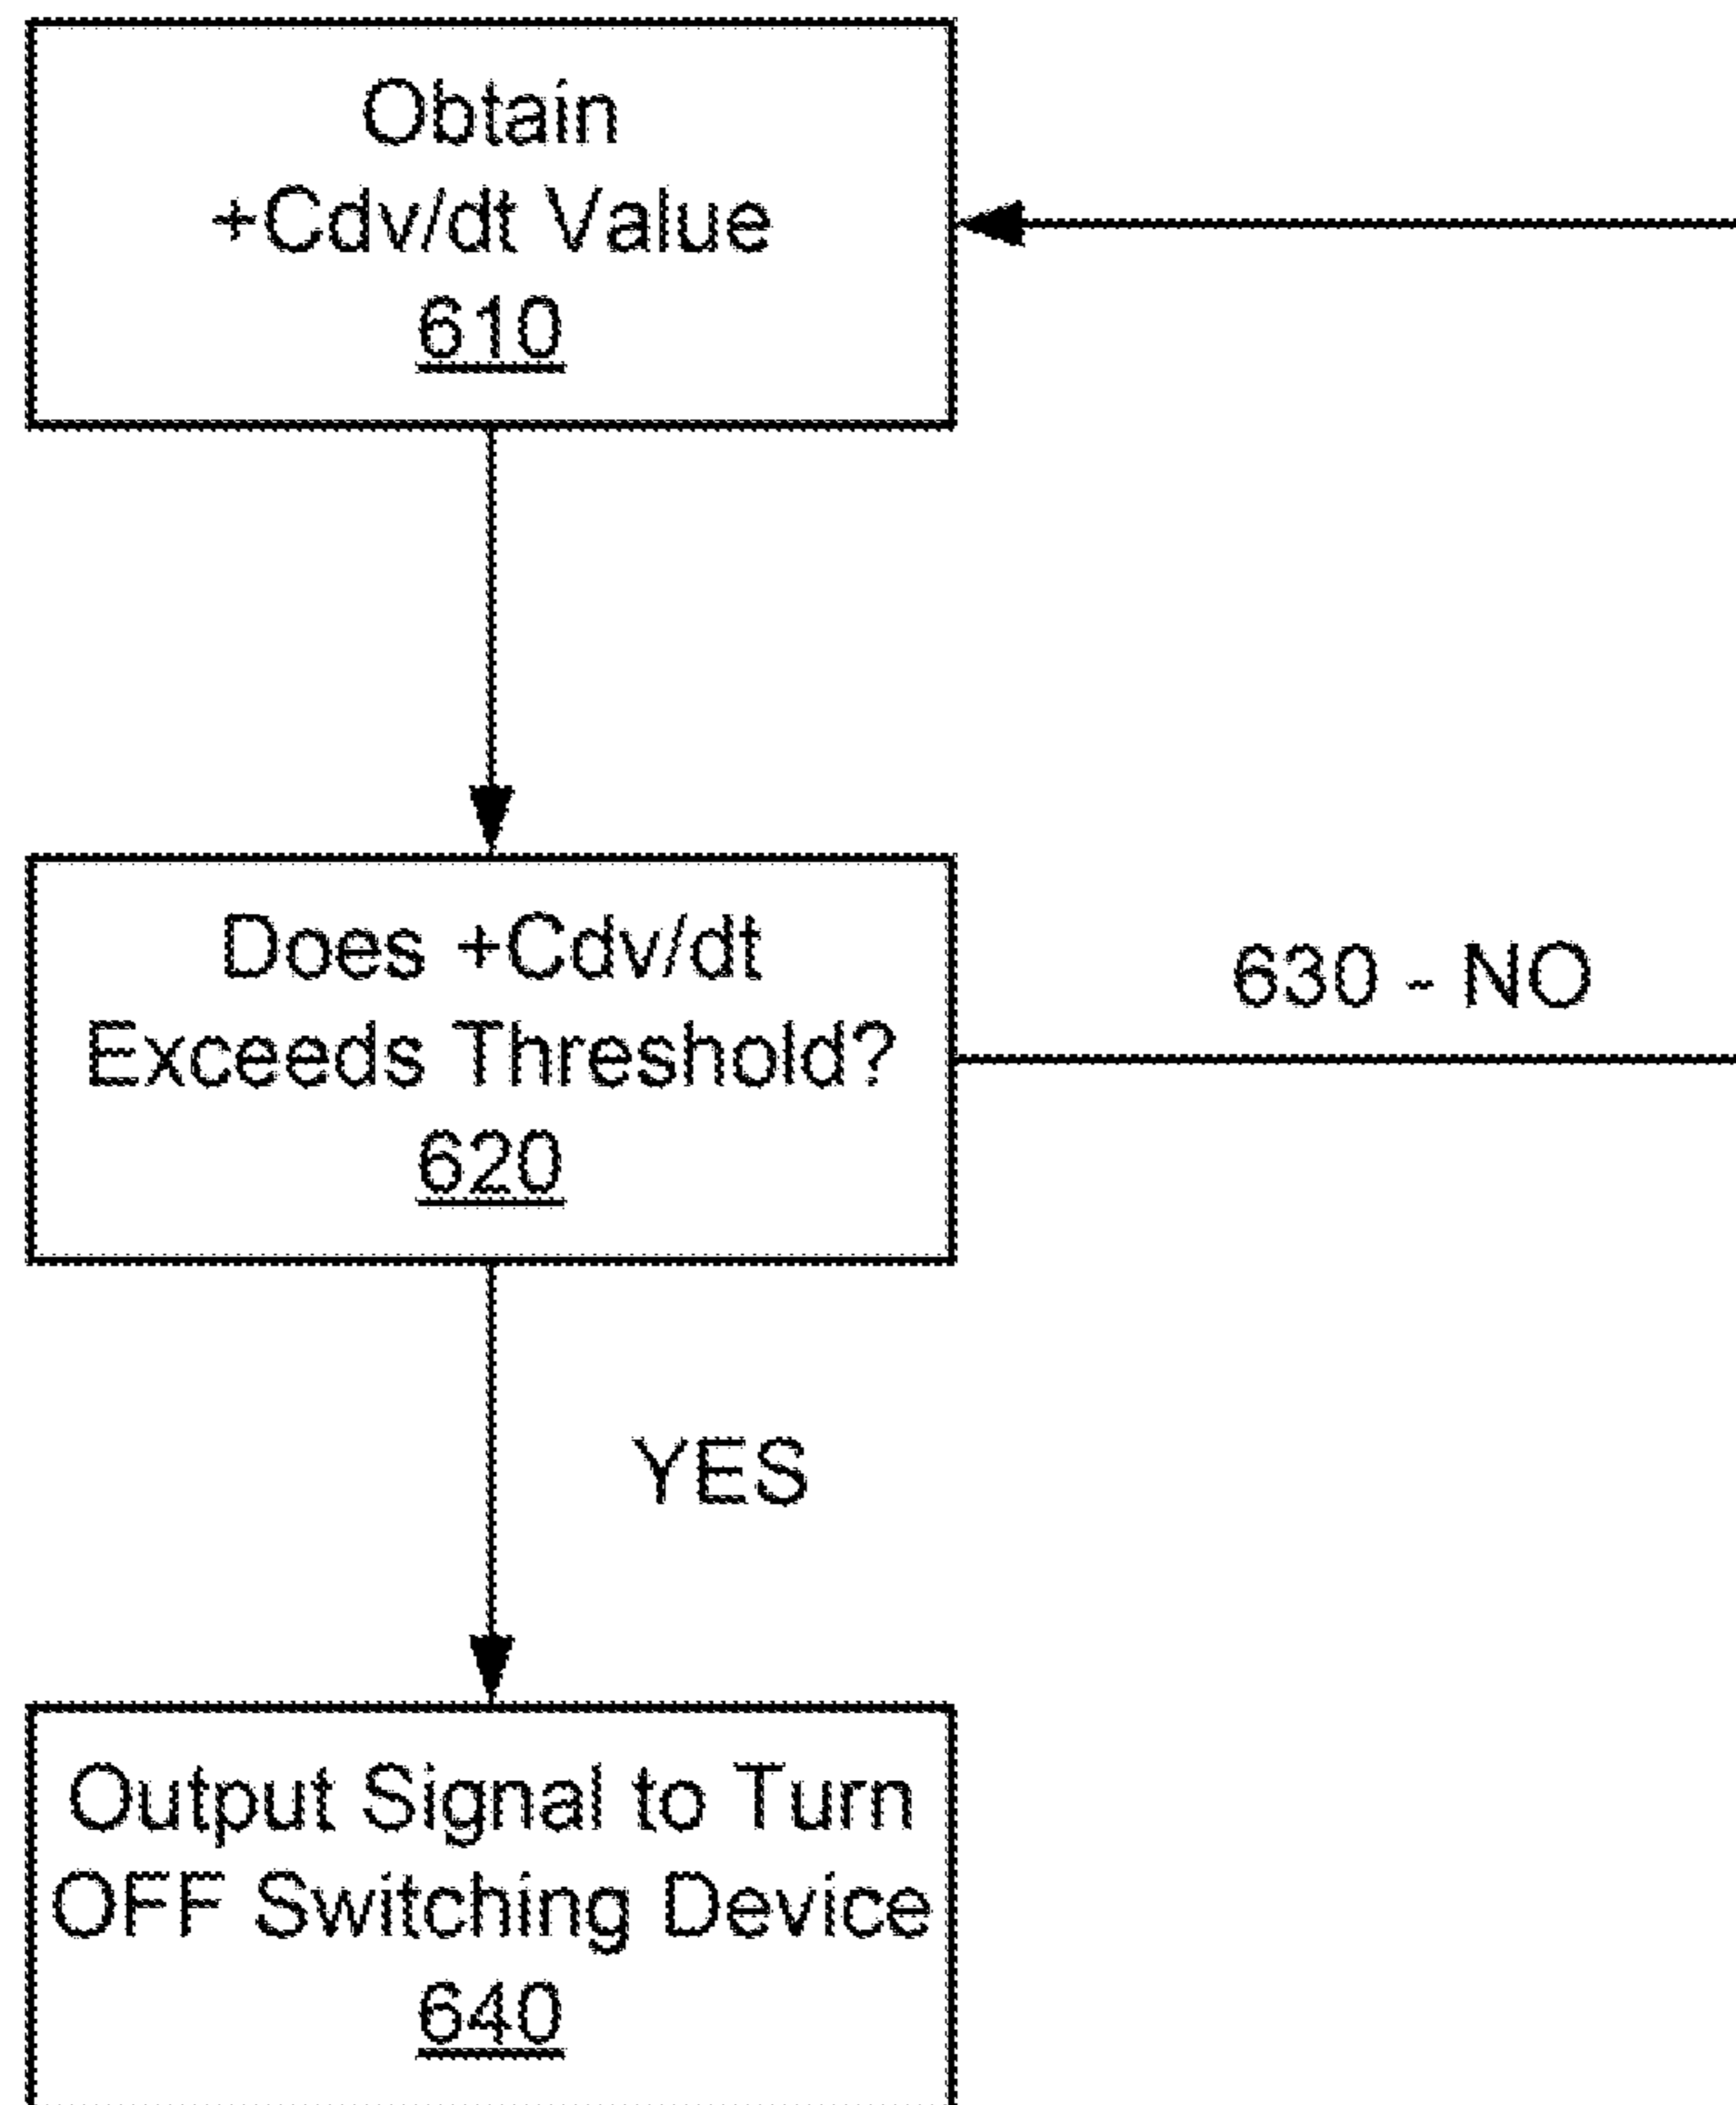 Obtain
+Cdv/dt Value
610
Does +Cdv/dt
Exceeds Threshold?
620
630 - NO
YES
Output Signal to Turn
OFF Switching Device
640